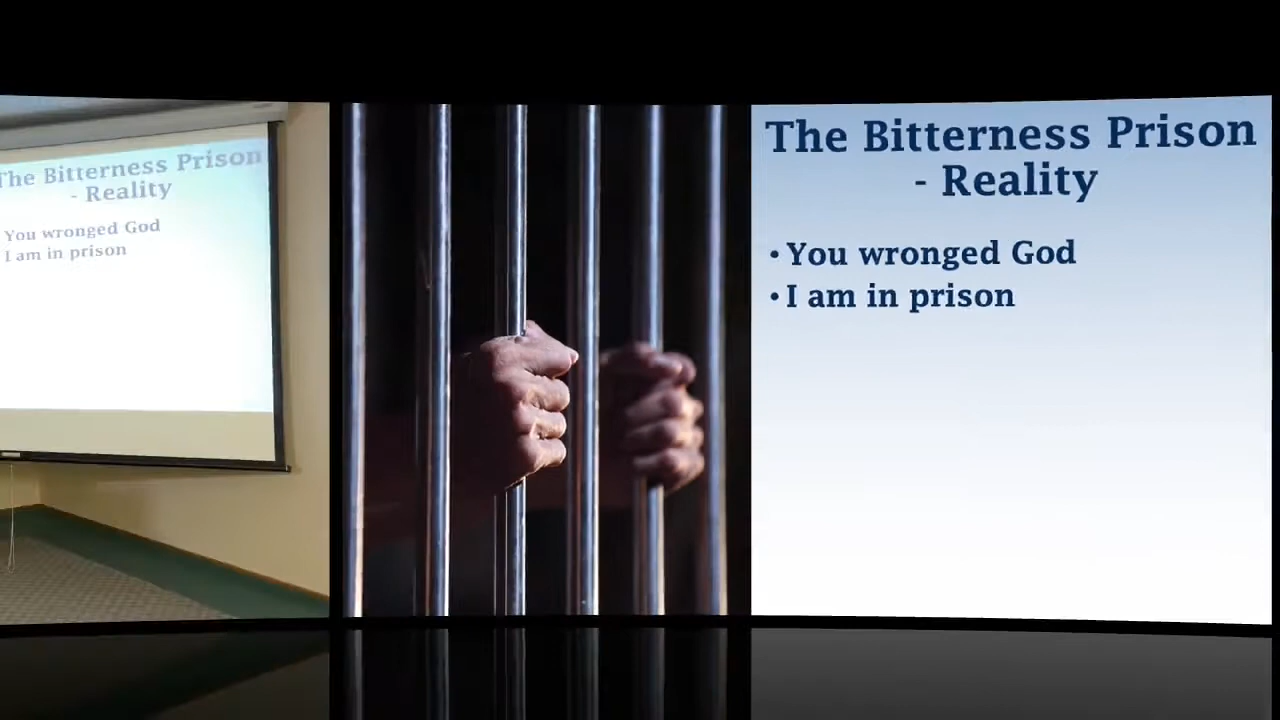 The Bitterness Prison
- Reality
You wronged God
I am in prison
The Bitterness Prison
- Reality
• You wronged God
• I am in prison